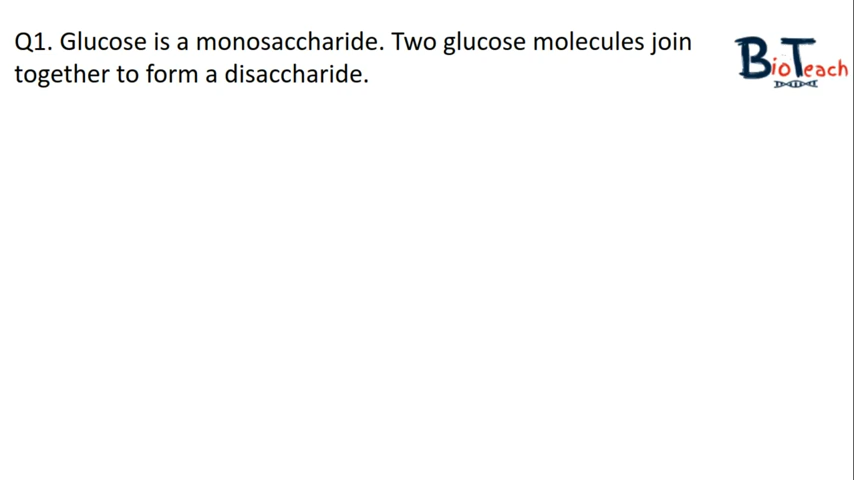 Q1. Glucose is a monosaccharide. Two glucose molecules join
together to form a disaccharide.
BioTeach